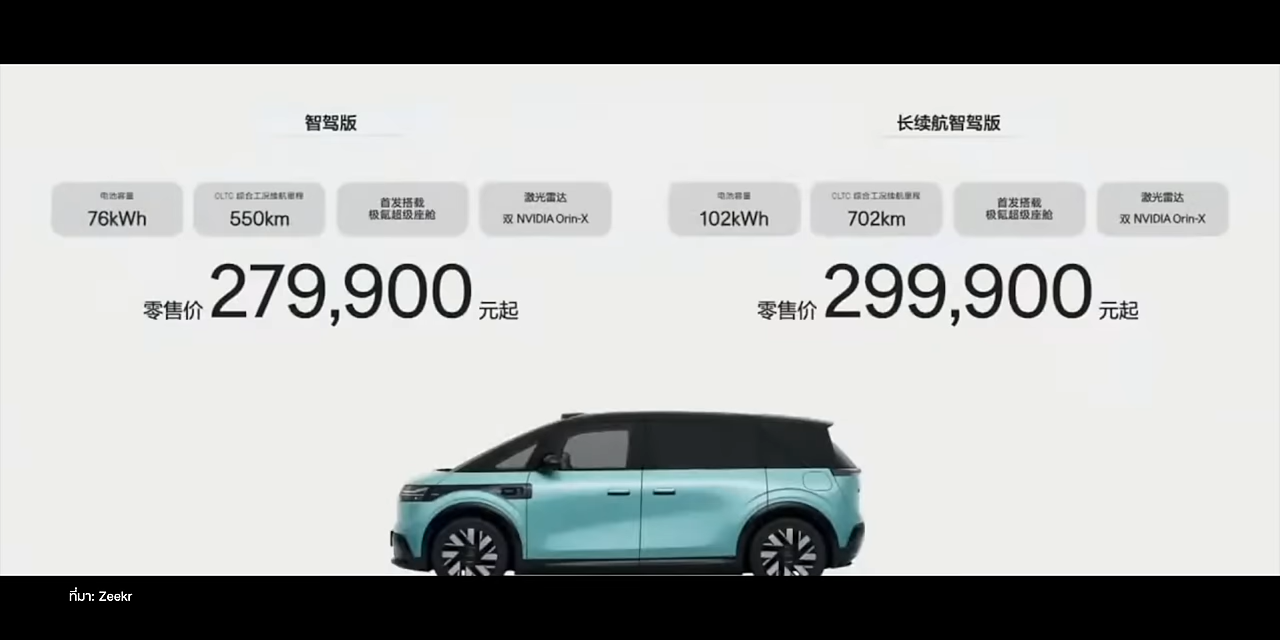 智驾版
电池容量
76kWh
CLTC 综合工况续航里程
550km
首发搭载
极氪超级座舱
激光雷达
双 NVIDIA Orin-X
零售价 279,900 元起
长续航智驾版
电池容量
102kWh
CLTC 综合工况续航里程
702km
首发搭载
极氪超级座舱
激光雷达
双 NVIDIA Orin-X
零售价 299,900 元起
ที่มา: Zeekr